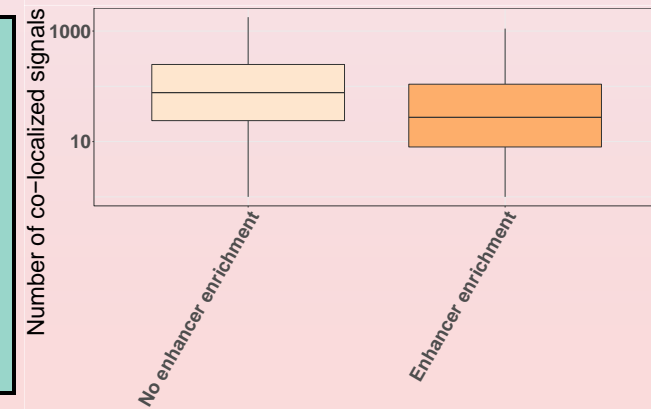 Number of co−localized signals
1000
10
No enhancer enrichment
Enhancer enrichment